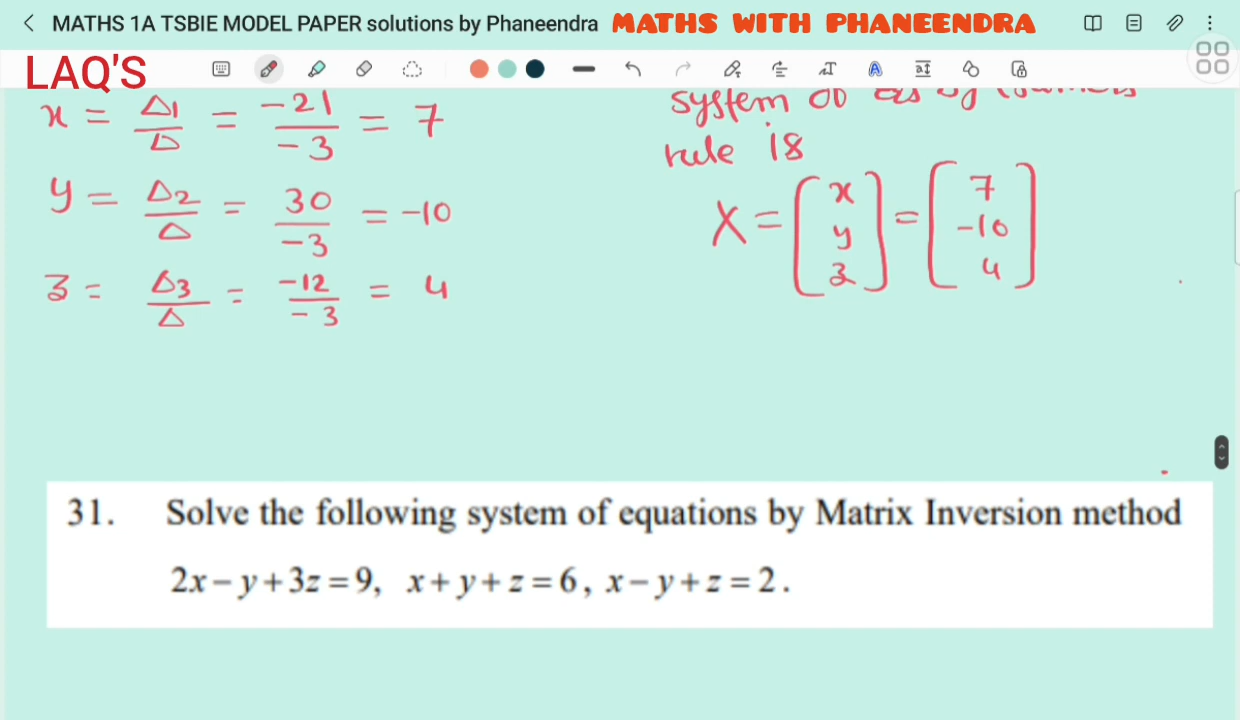 MATHS 1A TSBIE MODEL PAPER solutions by Phaneendra MATHS WITH PHANEENDRA
LAQ'S
x = Δ1/Δ = -21/-3 = 7
y = Δ2/Δ = 30/-3 = -10
z = Δ3/Δ = -12/-3 = 4
system
rule is
X = [x y z] = [7 -10 4]
31. Solve the following system of equations by Matrix Inversion method
2x – y + 3z = 9, x + y + z = 6, x – y + z = 2.